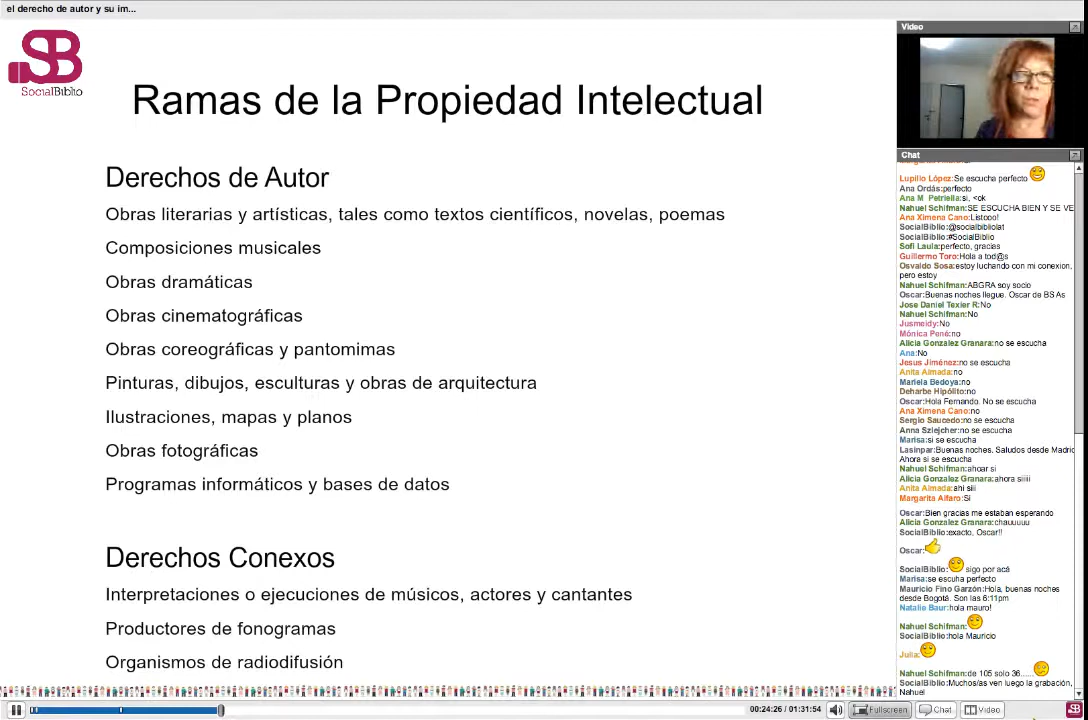 el derecho de autor y su im...
SB
SocialBiblio
Ramas de la Propiedad Intelectual
Derechos de Autor
Obras literarias y artísticas, tales como textos científicos, novelas, poemas
Composiciones musicales
Obras dramáticas
Obras cinematográficas
Obras coreográficas y pantomimas
Pinturas, dibujos, esculturas y obras de arquitectura
Ilustraciones, mapas y planos
Obras fotográficas
Programas informáticos y bases de datos
Derechos Conexos
Interpretaciones o ejecuciones de músicos, actores y cantantes
Productores de fonogramas
Organismos de radiodifusión
Video
Chat
Lupilio López:Se escucha perfecto
Ana Ordás:perfecto
Ana M Petriella:si, <ok
Nahuel Schifman:SE ESCUCHA BIEN Y SE VE
Ana Ximena Cano:Listooo!
SocialBiblio:@socialbibliolat
SocialBiblio:#SocialBiblio
Sofi Laula:perfecto, gracias
Guillermo Toro:Hola a tod@s
Osvaldo Sosa:estoy luchando con mi conexion,
pero estoy
Nahuel Schifman:ABGRA soy socio
Oscar:Buenas noches llegue. Oscar de BS As
Jose Daniel Texier R:No
Nahuel Schifman:No
Jusmeidy:No
Mónica Pené:no
Alicia Gonzalez Granara:no se escucha
Ana:No
Jesus Jiménez:no se escucha
Anita Almada:no
Mariela Bedoya:no
Deharbe Hipólito:no
Oscar:Hola Fernando. No se escucha
Ana Ximena Cano:no
Sergio Saucedo:no se escucha
Anna Szlejcher:no se escucha
Marisa:si se escucha
Lasinpar:Buenas noches. Saludos desde Madrid
Ahora si se escucha
Nahuel Schifman:ahoar si
Alicia Gonzalez Granara:ahora siiiii
Anita Almada:ahi siii
Margarita Alfaro:Si
Oscar:Bien gracias me estaban esperando
Alicia Gonzalez Granara:chauuuuu
SocialBiblio:exacto, Oscar!!
Oscar:
SocialBiblio: sigo por acá
Marisa:se escuha perfecto
Mauricio Fino Garzón:Hola, buenas noches
desde Bogotá. Son las 6:11pm
Natalie Baur:hola mauro!
Nahuel Schifman:
SocialBiblio:hola Mauricio
Julia:
Nahuel Schifman:de 105 solo 36......
SocialBiblio:Muchos/as ven luego la grabación,
Nahuel
00:24:26 / 01:31:54
Fullscreen
Chat
Video
SB